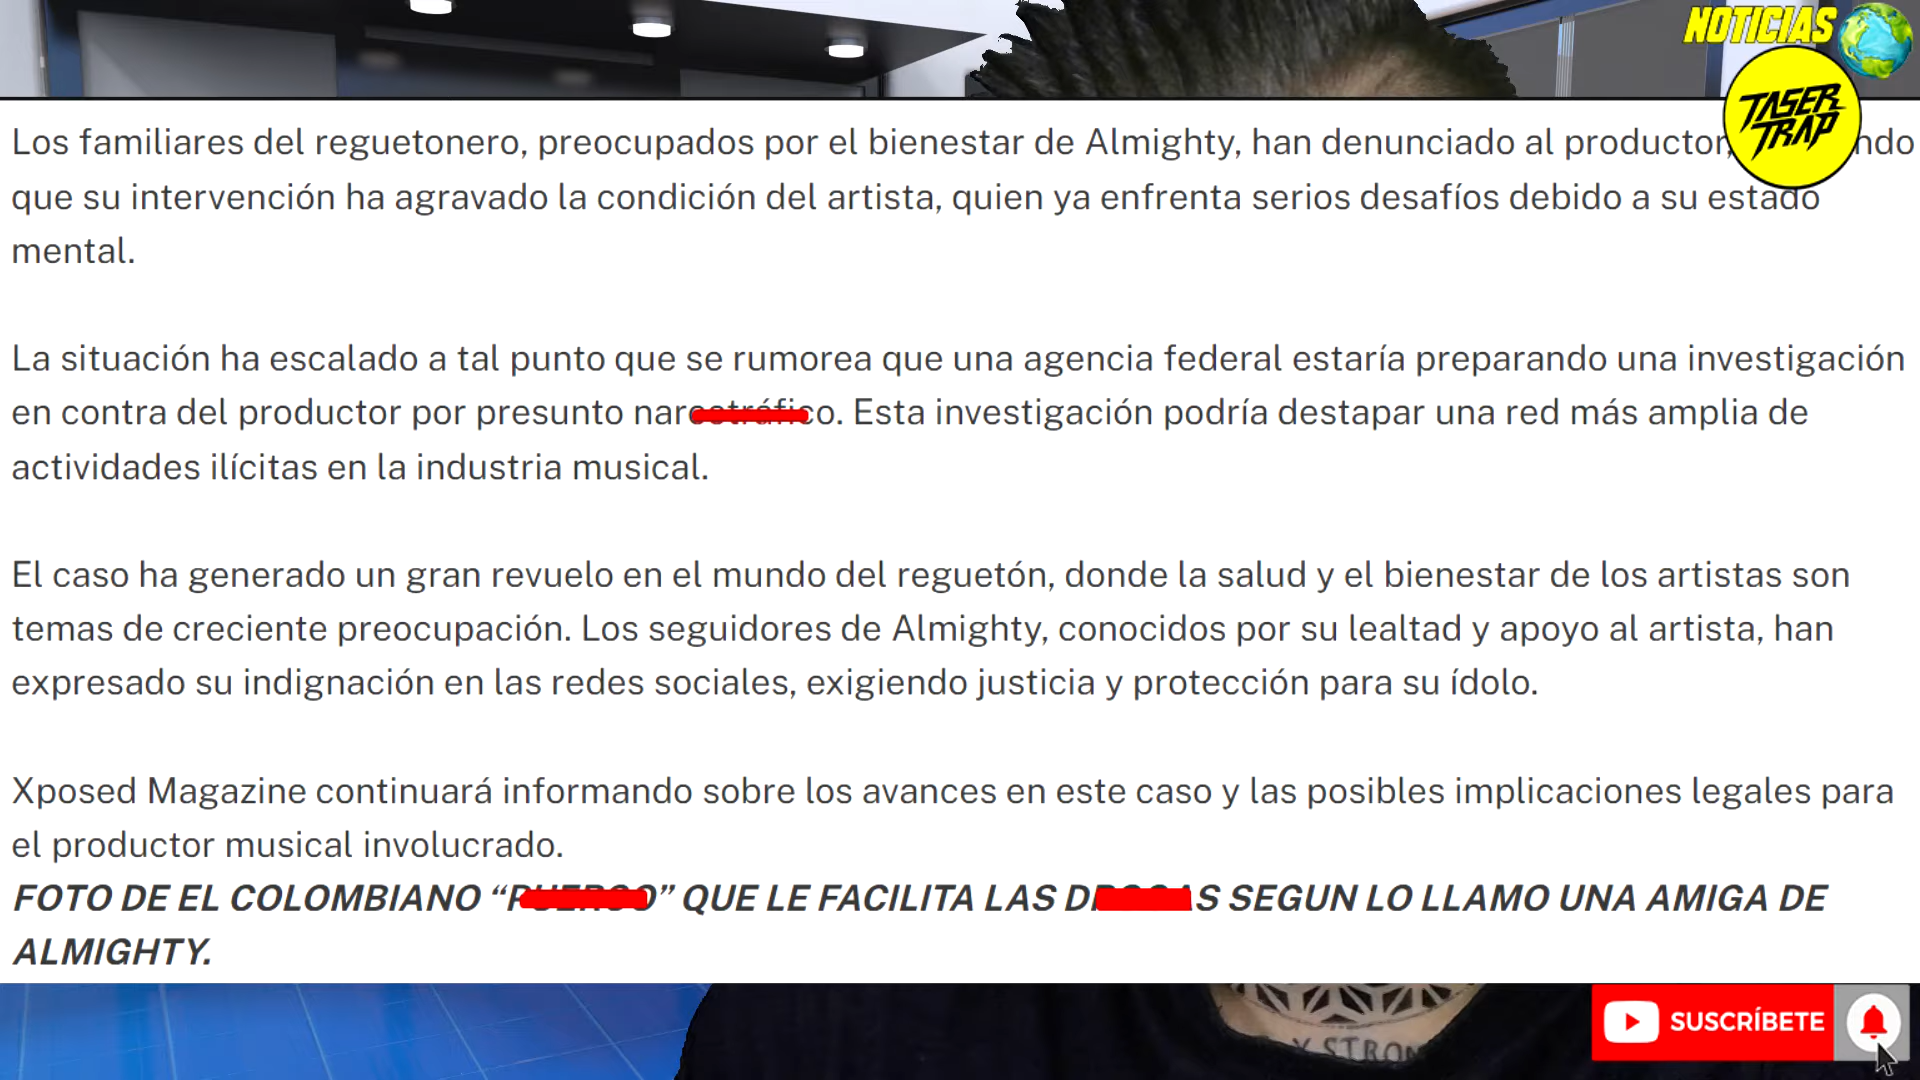 NOTICIAS
TASER
TRAP
Los familiares del reguetonero, preocupados por el bienestar de Almighty, han denunciado al productor, ndo
que su intervención ha agravado la condición del artista, quien ya enfrenta serios desafíos debido a su estado
mental.
La situación ha escalado a tal punto que se rumorea que una agencia federal estaría preparando una investigación
en contra del productor por presunto narcotráfico. Esta investigación podría destapar una red más amplia de
actividades ilícitas en la industria musical.
El caso ha generado un gran revuelo en el mundo del reguetón, donde la salud y el bienestar de los artistas son
temas de creciente preocupación. Los seguidores de Almighty, conocidos por su lealtad y apoyo al artista, han
expresado su indignación en las redes sociales, exigiendo justicia y protección para su ídolo.
Xposed Magazine continuará informando sobre los avances en este caso y las posibles implicaciones legales para
el productor musical involucrado.
FOTO DE EL COLOMBIANO “PUERCO” QUE LE FACILITA LAS DROGAS SEGUN LO LLAMO UNA AMIGA DE
ALMIGHTY.
SUSCRÍBETE